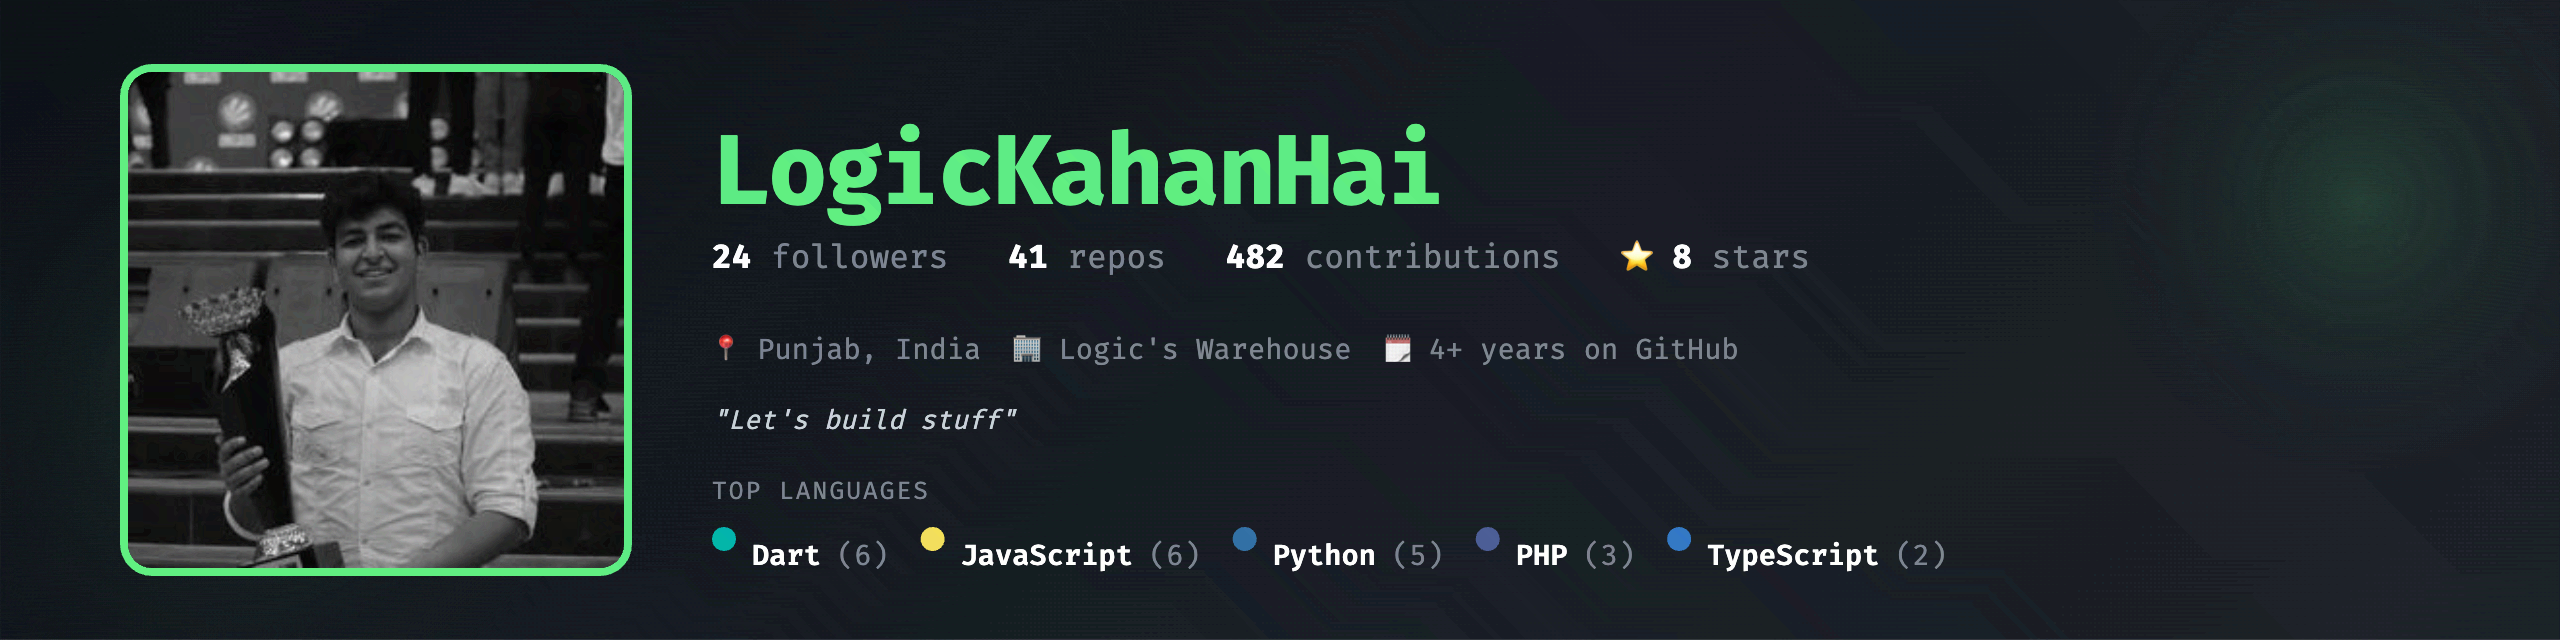 LogicKahanHai
24 followers 41 repos 482 contributions ⭐ 8 stars
📍 Punjab, India 🏢 Logic's Warehouse 🗓️ 4+ years on GitHub
"Let's build stuff"
TOP LANGUAGES
Dart (6) JavaScript (6) Python (5) PHP (3) TypeScript (2)